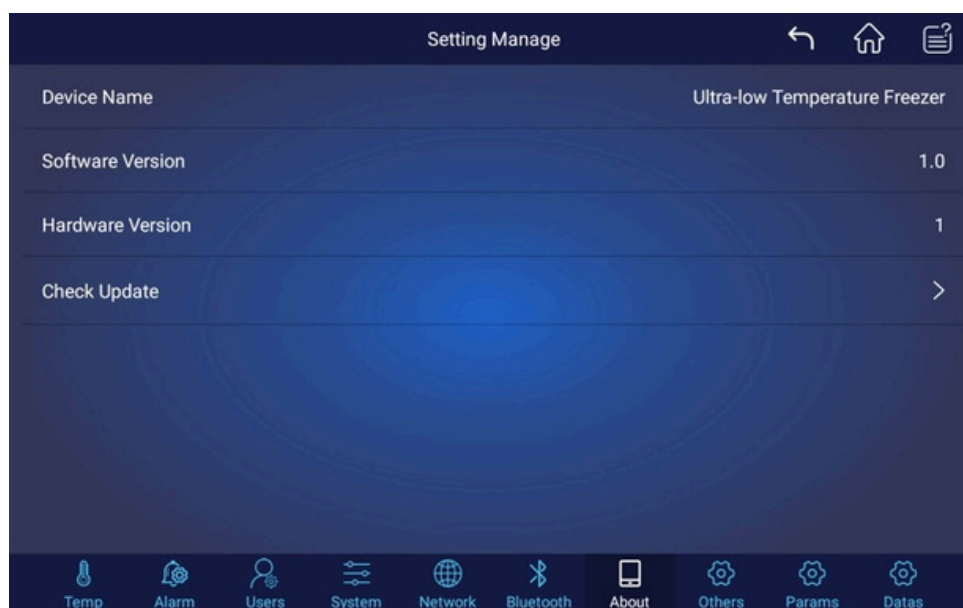 Setting Manage
Device Name Ultra-low Temperature Freezer
Software Version 1.0
Hardware Version 1
Check Update
Temp Alarm Users System Network Bluetooth About Others Params Datas